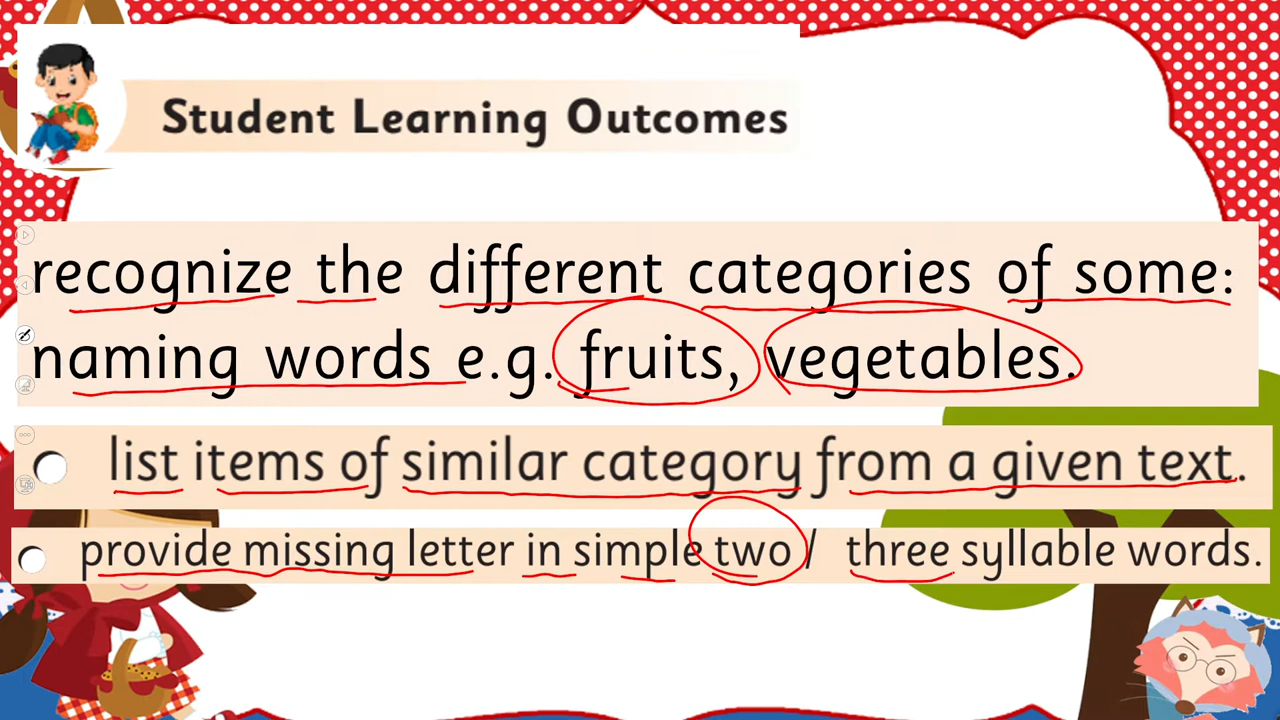 Student Learning Outcomes
recognize the different categories of some:
naming words e.g. fruits, vegetables.
list items of similar category from a given text.
provide missing letter in simple two / three syllable words.